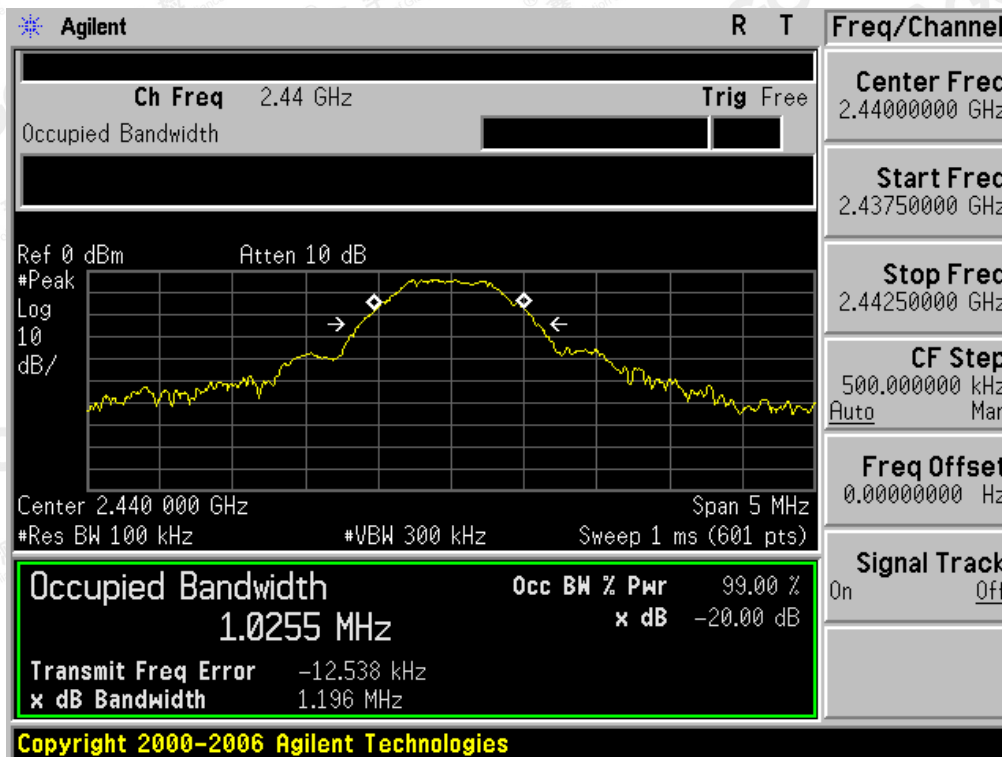 Agilent R T
Freq/Channel
Ch Freq 2.44 GHz Trig Free
Occupied Bandwidth
Center Freq
2.44000000 GHz
Start Freq
2.43750000 GHz
Stop Freq
2.44250000 GHz
CF Step
500.000000 kHz
Auto Man
Freq Offset
0.00000000 Hz
Signal Track
On Off
Ref 0 dBm Atten 10 dB
#Peak
Log
10
dB/
Center 2.440 000 GHz Span 5 MHz
#Res BW 100 kHz #VBW 300 kHz Sweep 1 ms (601 pts)
Occupied Bandwidth Occ BW % Pwr 99.00 %
1.0255 MHz x dB -20.00 dB
Transmit Freq Error -12.538 kHz
x dB Bandwidth 1.196 MHz
Copyright 2000-2006 Agilent Technologies